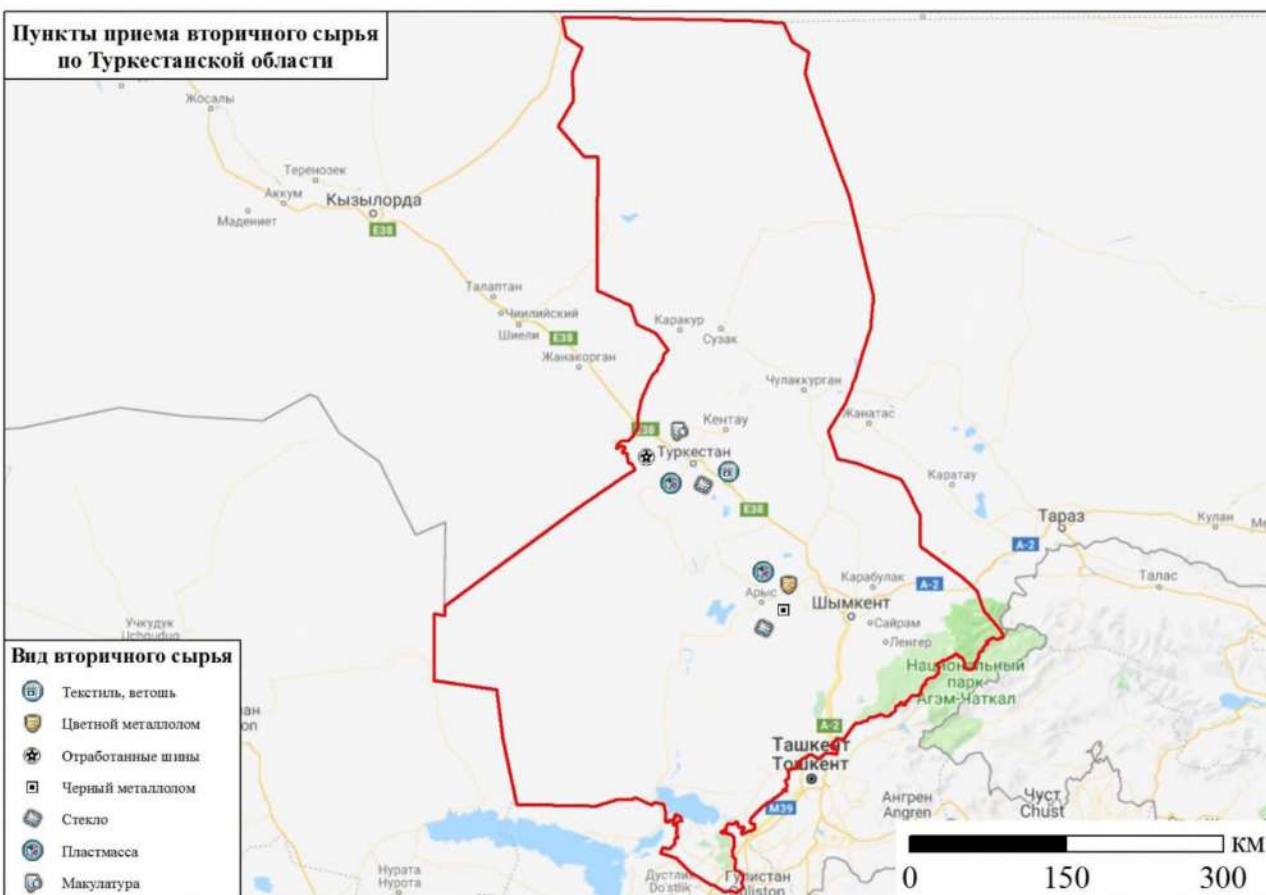 Пункты приема вторичного сырья
по Туркестанской области
Жосалы
Теренозек
Аккум
Кызылорда
Мадениет
E38
Талаптан
Чиилийский
Шиели
E38
Жанакорган
Каракур
Сузак
Чулаккурган
Жанатас
Кентау
E38
Туркестан
Каратау
E38
Тараз
Кулан
A-2
Карабулак
A-2
Талас
Арыс
Шымкент
Сайрам
Ленгер
Учкудук
Uchquduq
Национальный
парк
Агэм-Чаткал
A-2
Ташкент
Тошкент
M39
Ангрен
Angren
Чуст
Chust
Нурата
Нурота
Дустлик
Do'stlik
Гулистон
Guliston
Вид вторичного сырья
Текстиль, ветошь
Цветной металлолом
Отработанные шины
Черный металлолом
Стекло
Пластмасса
Макулатура
КМ
0 150 300